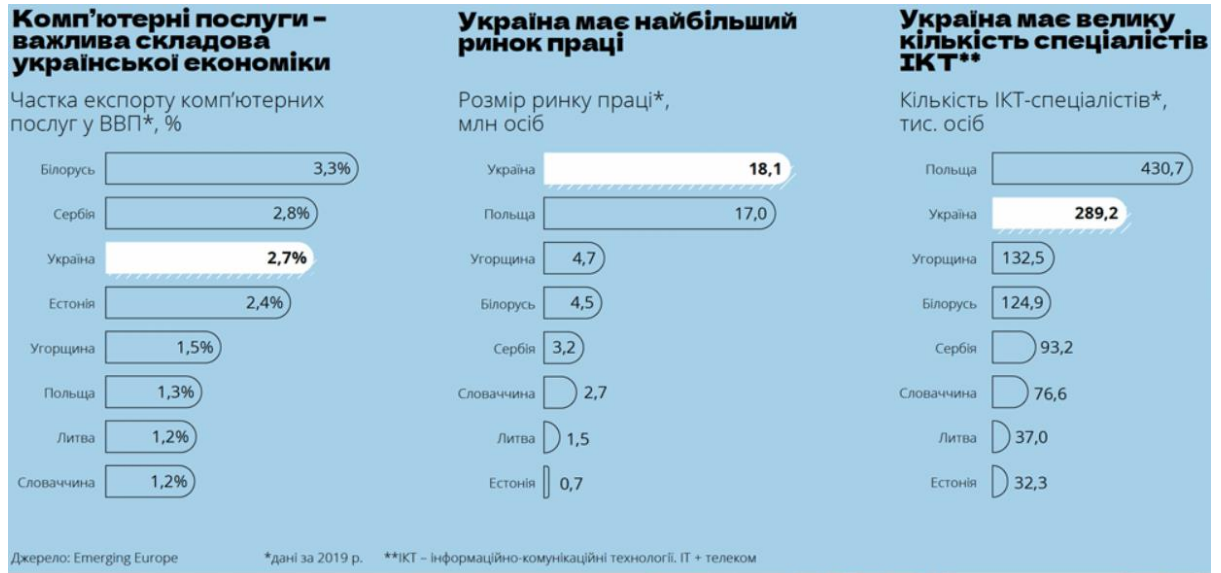 Комп’ютерні послуги –
важлива складова
української економіки
Частка експорту комп’ютерних
послуг у ВВП*, %
Білорусь 3,3%
Сербія 2,8%
Україна 2,7%
Естонія 2,4%
Угорщина 1,5%
Польща 1,3%
Литва 1,2%
Словаччина 1,2%
Україна має найбільший
ринок праці
Розмір ринку праці*,
млн осіб
Україна 18,1
Польща 17,0
Угорщина 4,7
Білорусь 4,5
Сербія 3,2
Словаччина 2,7
Литва 1,5
Естонія 0,7
Україна має велику
кількість спеціалістів
ІКТ**
Кількість ІКТ-спеціалістів*,
тис. осіб
Польща 430,7
Україна 289,2
Угорщина 132,5
Білорусь 124,9
Сербія 93,2
Словаччина 76,6
Литва 37,0
Естонія 32,3
Джерело: Emerging Europe *дані за 2019 р. **ІКТ – інформаційно-комунікаційні технології. ІТ + телеком